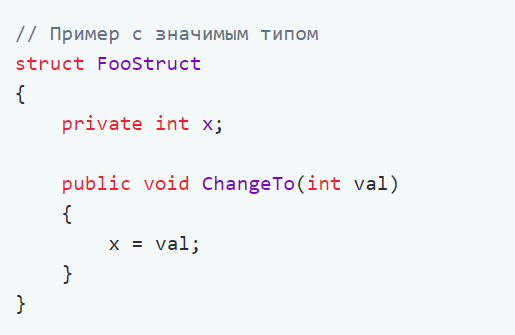 // Пример с значимым типом
struct FooStruct
{
    private int x;

    public void ChangeTo(int val)
    {
        x = val;
    }
}